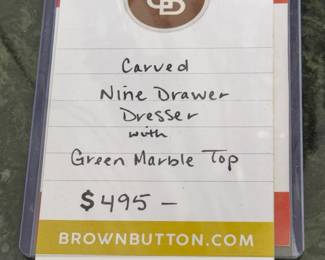 Carved
Nine Drawer
Dresser
with
Green Marble Top
$495 –
BROWNBUTTON.COM